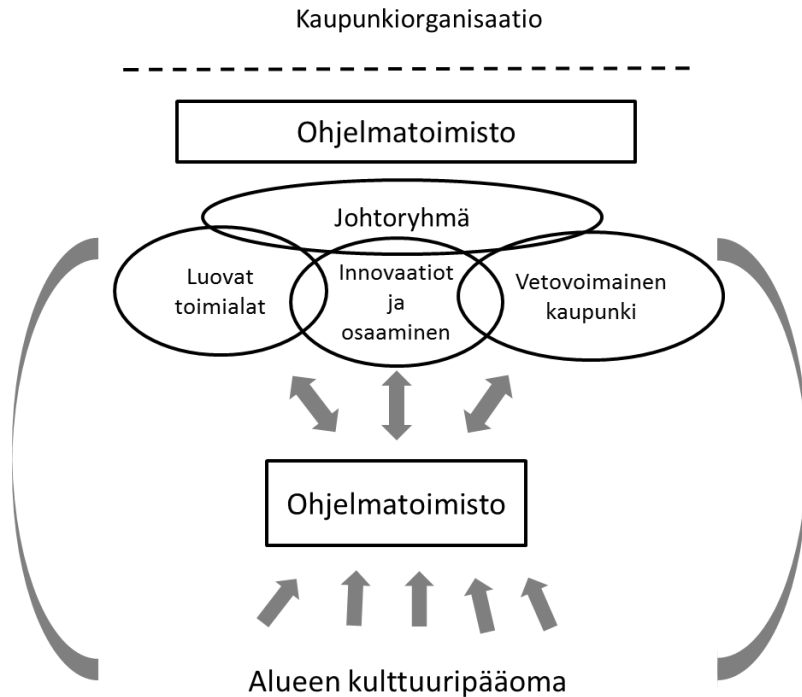 Kaupunkiorganisaatio
Ohjelmatoimisto
Johtoryhmä
Luovat
toimialat
Innovaatiot
ja
osaaminen
Vetovoimainen
kaupunki
Ohjelmatoimisto
Alueen kulttuuripääoma